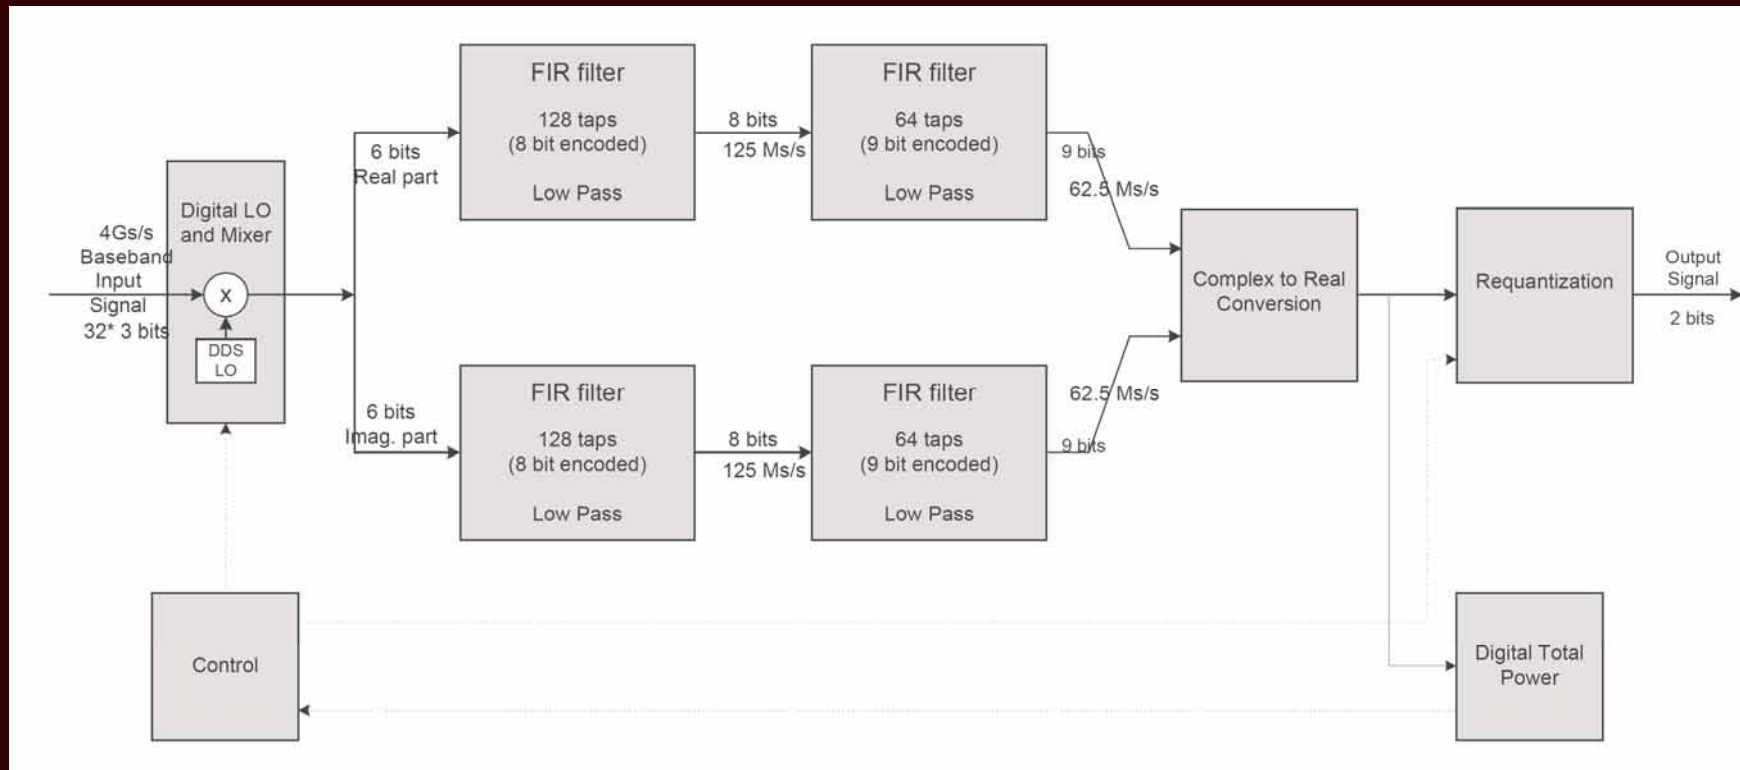 4Gs/s
Baseband
Input
Signal
32* 3 bits
Digital LO
and Mixer
X
DDS
LO
6 bits
Real part
FIR filter
128 taps
(8 bit encoded)
Low Pass
8 bits
125 Ms/s
FIR filter
64 taps
(9 bit encoded)
Low Pass
9 bits
62.5 Ms/s
6 bits
Imag. part
FIR filter
128 taps
(8 bit encoded)
Low Pass
8 bits
125 Ms/s
FIR filter
64 taps
(9 bit encoded)
Low Pass
62.5 Ms/s
9 bits
Complex to Real
Conversion
Requantization
Output
Signal
2 bits
Control
Digital Total
Power